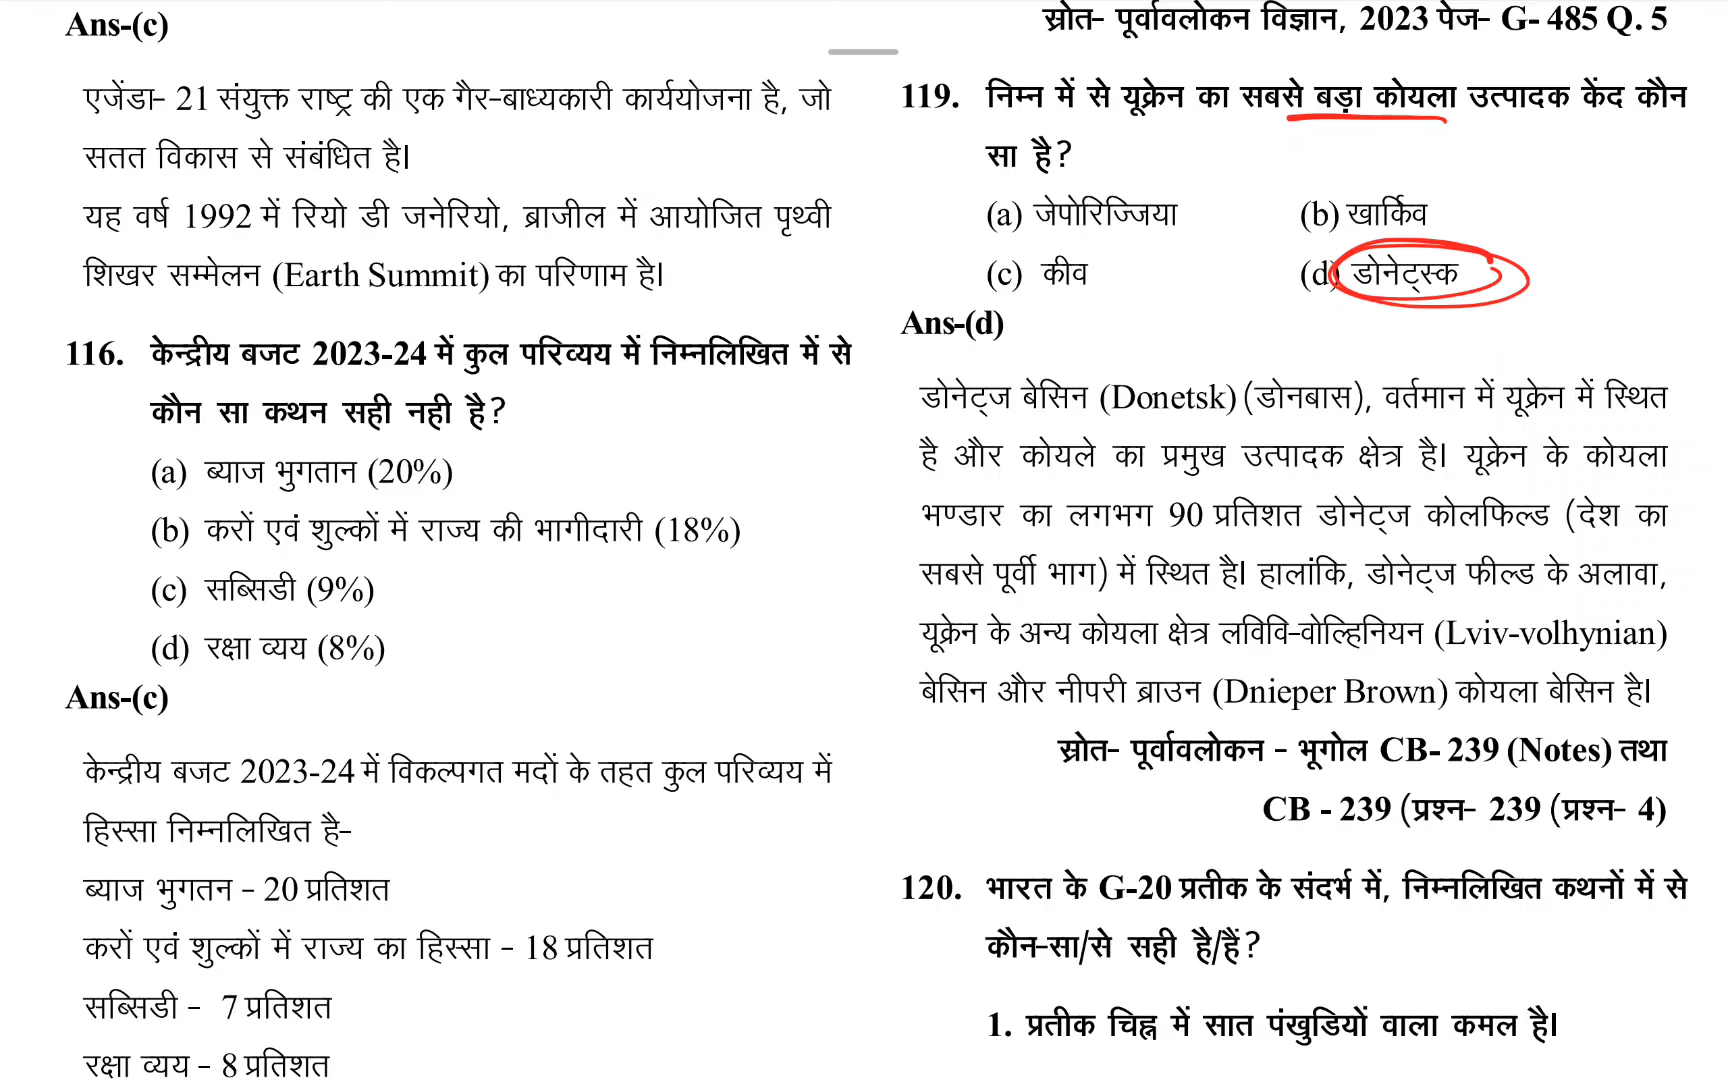 Ans-(c)
एजेंडा- 21 संयुक्त राष्ट्र की एक गैर-बाध्यकारी कार्ययोजना है, जो
सतत विकास से संबंधित है।
यह वर्ष 1992 में रियो डी जनेरियो, ब्राजील में आयोजित पृथ्वी
शिखर सम्मेलन (Earth Summit) का परिणाम है।
116. केन्द्रीय बजट 2023-24 में कुल परिव्यय में निम्नलिखित में से
कौन सा कथन सही नही है?
(a) ब्याज भुगतान (20%)
(b) करों एवं शुल्कों में राज्य की भागीदारी (18%)
(c) सब्सिडी (9%)
(d) रक्षा व्यय (8%)
Ans-(c)
केन्द्रीय बजट 2023-24 में विकल्पगत मदों के तहत कुल परिव्यय में
हिस्सा निम्नलिखित है-
ब्याज भुगतन - 20 प्रतिशत
करों एवं शुल्कों में राज्य का हिस्सा - 18 प्रतिशत
सब्सिडी - 7 प्रतिशत
रक्षा व्यय - 8 प्रतिशत
स्रोत- पूर्वावलोकन विज्ञान, 2023 पेज- G- 485 Q. 5
119. निम्न में से यूक्रेन का सबसे बड़ा कोयला उत्पादक केंद कौन
सा है?
(a) जेपोरिज्जिया (b) खार्किव
(c) कीव (d) डोनेट्स्क
Ans-(d)
डोनेट्ज बेसिन (Donetsk) (डोनबास), वर्तमान में यूक्रेन में स्थित
है और कोयले का प्रमुख उत्पादक क्षेत्र है। यूक्रेन के कोयला
भण्डार का लगभग 90 प्रतिशत डोनेट्ज कोलफिल्ड (देश का
सबसे पूर्वी भाग) में स्थित है। हालांकि, डोनेट्ज फील्ड के अलावा,
यूक्रेन के अन्य कोयला क्षेत्र लविवि-वोल्हिनियन (Lviv-volhynian)
बेसिन और नीपरी ब्राउन (Dnieper Brown) कोयला बेसिन है।
स्रोत- पूर्वावलोकन - भूगोल CB- 239 (Notes) तथा
CB - 239 (प्रश्न- 239 (प्रश्न- 4)
120. भारत के G-20 प्रतीक के संदर्भ में, निम्नलिखित कथनों में से
कौन-सा/से सही है/हैं?
1. प्रतीक चिह्न में सात पंखुडियों वाला कमल है।